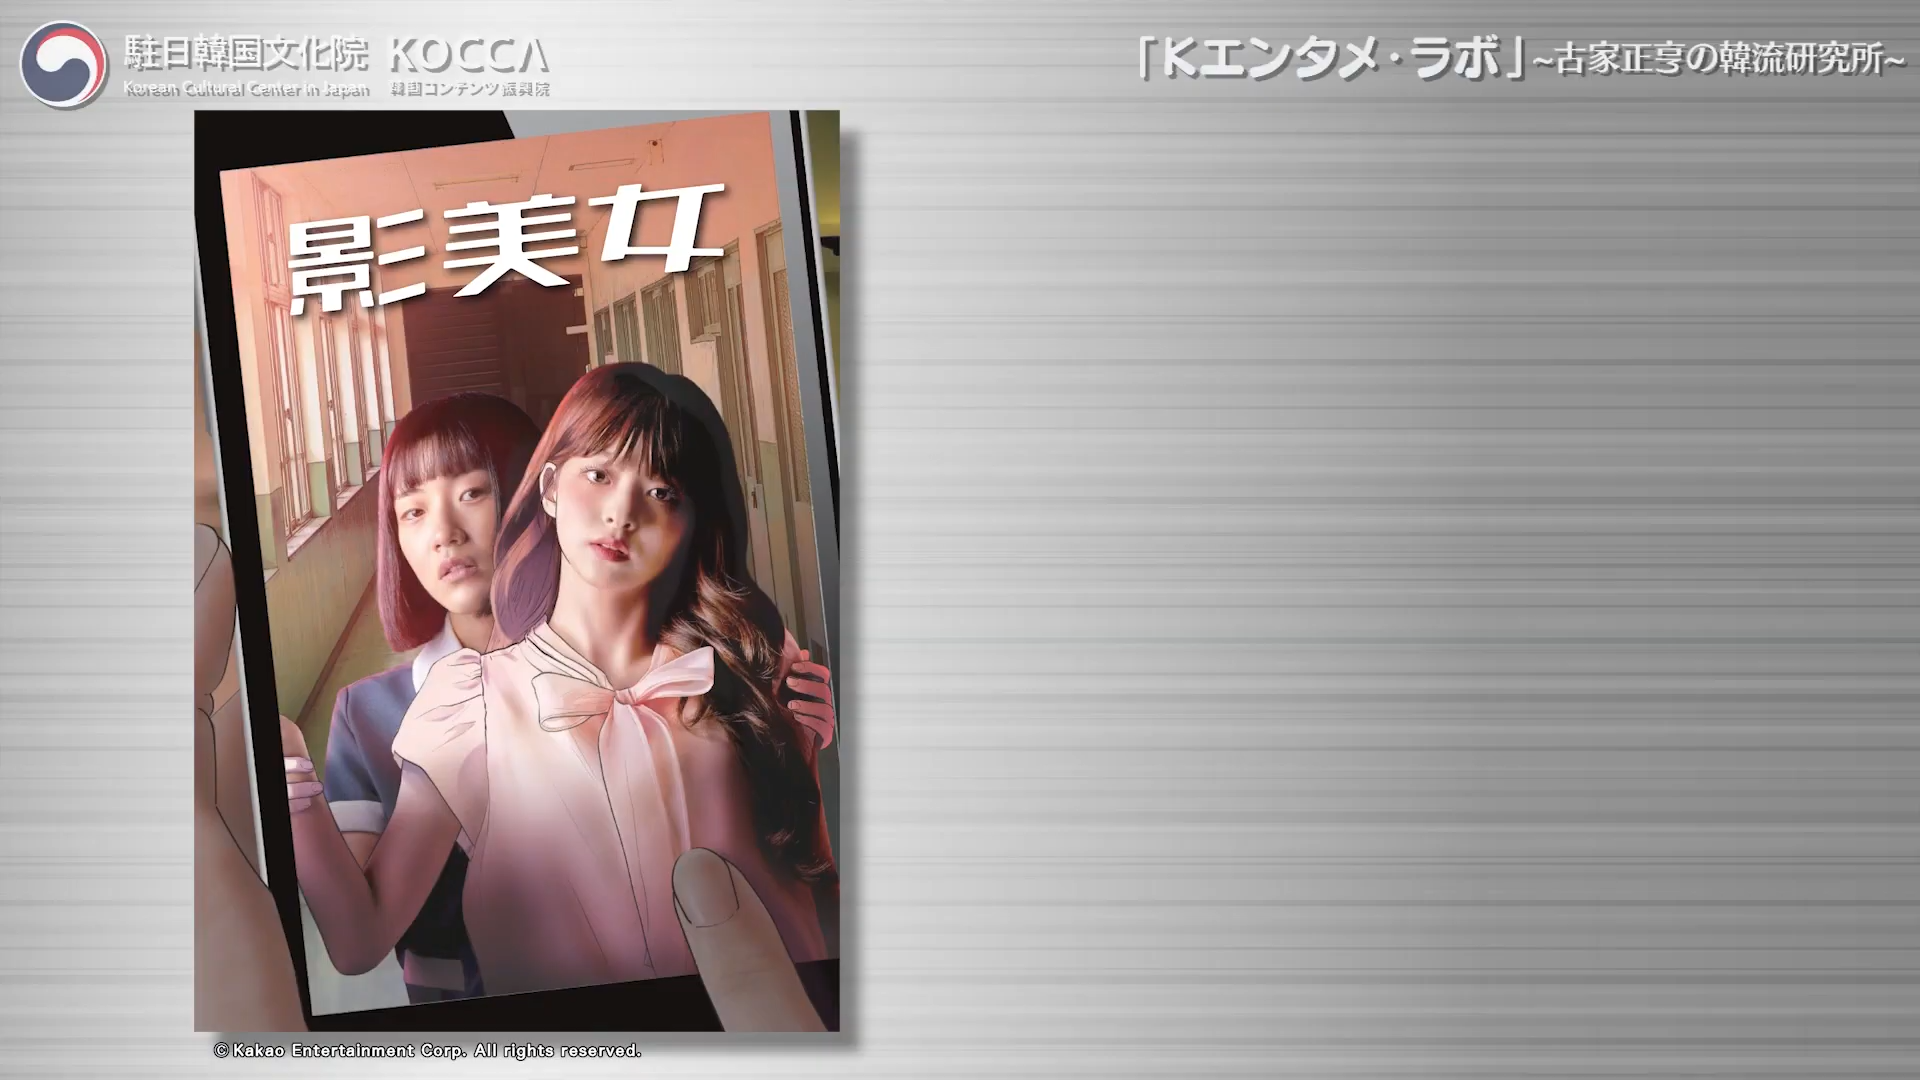 駐日韓国文化院
Korean Cultural Center in Japan
KOCCA
韓国コンテンツ振興院
「Kエンタメ・ラボ」~古家正亨の韓流研究所~
影美女
© Kakao Entertainment Corp. All rights reserved.